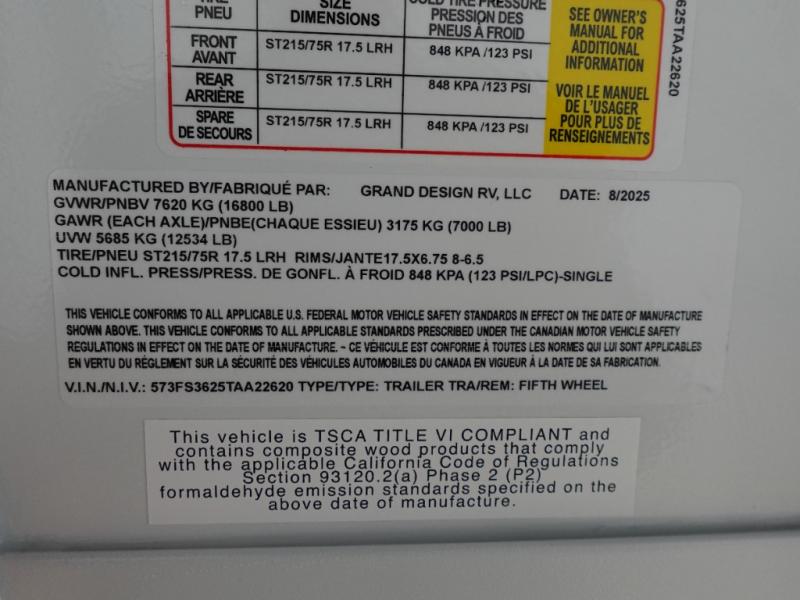 TIRE SIZE COLD TIRE PRESSURE
PNEU DIMENSIONS PRESSION DES
PNEUS À FROID
FRONT
AVANT ST215/75R 17.5 LRH 848 KPA /123 PSI
REAR
ARRIÈRE ST215/75R 17.5 LRH 848 KPA /123 PSI
SPARE
DE SECOURS ST215/75R 17.5 LRH 848 KPA /123 PSI
SEE OWNER'S
MANUAL FOR
ADDITIONAL
INFORMATION
VOIR LE MANUEL
DE L'USAGER
POUR PLUS DE
RENSEIGNEMENTS
625TAA22620
MANUFACTURED BY/FABRIQUÉ PAR: GRAND DESIGN RV, LLC DATE: 8/2025
GVWR/PNBV 7620 KG (16800 LB)
GAWR (EACH AXLE)/PNBE(CHAQUE ESSIEU) 3175 KG (7000 LB)
UVW 5685 KG (12534 LB)
TIRE/PNEU ST215/75R 17.5 LRH RIMS/JANTE17.5X6.75 8-6.5
COLD INFL. PRESS/PRESS. DE GONFL. À FROID 848 KPA (123 PSI/LPC)-SINGLE
THIS VEHICLE CONFORMS TO ALL APPLICABLE U.S. FEDERAL MOTOR VEHICLE SAFETY STANDARDS IN EFFECT ON THE DATE OF MANUFACTURE
SHOWN ABOVE. THIS VEHICLE CONFORMS TO ALL APPLICABLE STANDARDS PRESCRIBED UNDER THE CANADIAN MOTOR VEHICLE SAFETY
REGULATIONS IN EFFECT ON THE DATE OF MANUFACTURE. ~ CE VÉHICULE EST CONFORME À TOUTES LES NORMES QUI LUI SONT APPLICABLES
EN VERTU DU RÈGLEMENT SUR LA SÉCURITÉ DES VÉHICULES AUTOMOBILES DU CANADA EN VIGUEUR À LA DATE DE SA FABRICATION.
V.I.N./N.I.V.: 573FS3625TAA22620 TYPE/TYPE: TRAILER TRA/REM: FIFTH WHEEL
This vehicle is TSCA TITLE VI COMPLIANT and
contains composite wood products that comply
with the applicable California Code of Regulations
Section 93120.2(a) Phase 2 (P2)
formaldehyde emission standards specified on the
above date of manufacture.